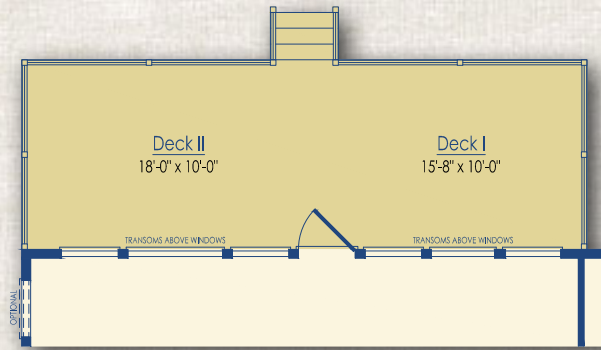 Deck II
18'-0" x 10'-0"
Deck I
15'-8" x 10'-0"
TRANSOMS ABOVE WINDOWS
TRANSOMS ABOVE WINDOWS
OPTIONAL